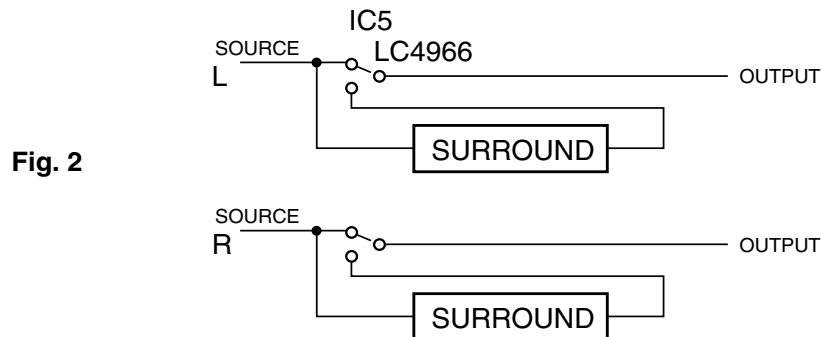 IC5
LC4966
SOURCE
L
OUTPUT
SURROUND
Fig. 2
SOURCE
R
OUTPUT
SURROUND